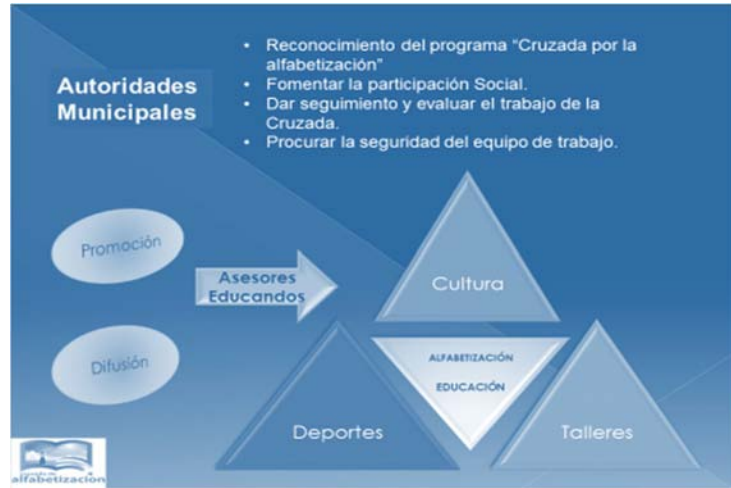 Autoridades
Municipales
• Reconocimiento del programa “Cruzada por la
alfabetización”
• Fomentar la participación Social.
• Dar seguimiento y evaluar el trabajo de la
Cruzada.
• Procurar la seguridad del equipo de trabajo.
Promoción
Asesores
Educandos
Cultura
Difusión
ALFABETIZACIÓN
EDUCACIÓN
Deportes
Talleres
alfabetización